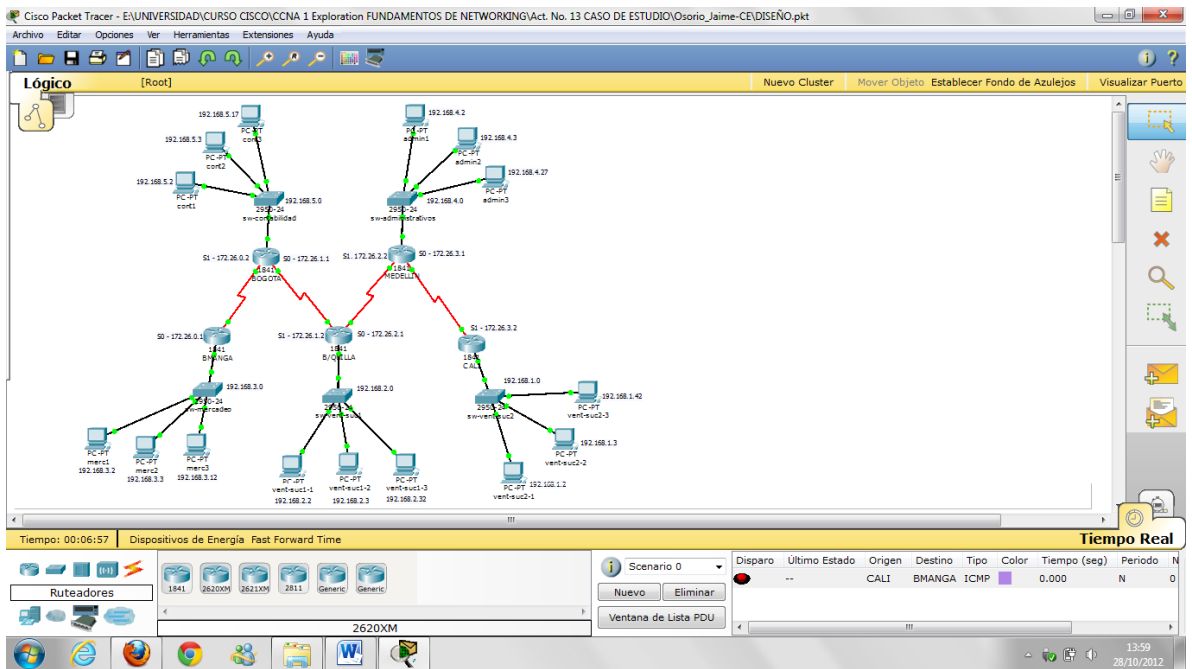 Cisco Packet Tracer - E:\UNIVERSIDAD\CURSO CISCO\CCNA 1 Exploration FUNDAMENTOS DE NETWORKING\Act. No. 13 CASO DE ESTUDIO\Osorio_Jaime-CE\DISEÑO.pkt
Archivo Editar Opciones Ver Herramientas Extensiones Ayuda
Lógico [Root] Nuevo Cluster Mover Objeto Establecer Fondo de Azulejos Visualizar Puerto
192.168.5.17
PC-PT
cont3
192.168.5.3
PC-PT
cont2
192.168.5.2
PC-PT
cont1
192.168.5.0
2950-24
sw-contabilidad
192.168.4.2
PC-PT
admin1
192.168.4.3
PC-PT
admin2
192.168.4.27
PC-PT
admin3
192.168.4.0
2950-24
sw-administrativos
S1 - 172.26.0.2
S0 - 172.26.1.1
1841
BOGOTA
S1. 172.26.2.2
S0 - 172.26.3.1
1841
MEDELLIN
S0 - 172.26.0.1
1841
BMANGA
S1 - 172.26.1.2
S0 - 172.26.2.1
1841
B/QUILLA
S1 - 172.26.3.2
1841
CALI
192.168.3.0
2950-24
sw-mercadeo
192.168.2.0
2950-24
sw-vent-suc1
192.168.1.0
2950-24
sw-vent-suc2
PC-PT
merc1
192.168.3.2
PC-PT
merc2
192.168.3.3
PC-PT
merc3
192.168.3.12
PC-PT
vent-suc1-1
192.168.2.2
PC-PT
vent-suc1-2
192.168.2.3
PC-PT
vent-suc1-3
192.168.2.32
192.168.1.42
PC-PT
vent-suc2-3
192.168.1.3
PC-PT
vent-suc2-2
192.168.1.2
PC-PT
vent-suc2-1
Tiempo: 00:06:57 Dispositivos de Energía Fast Forward Time Tiempo Real
Ruteadores
1841 2620XM 2621XM 2811 Generic Generic
2620XM
Scenario 0
Nuevo Eliminar
Ventana de Lista PDU
Disparo Último Estado Origen Destino Tipo Color Tiempo (seg) Periodo N
-- CALI BMANGA ICMP 0.000 N 0
13:59
28/10/2012